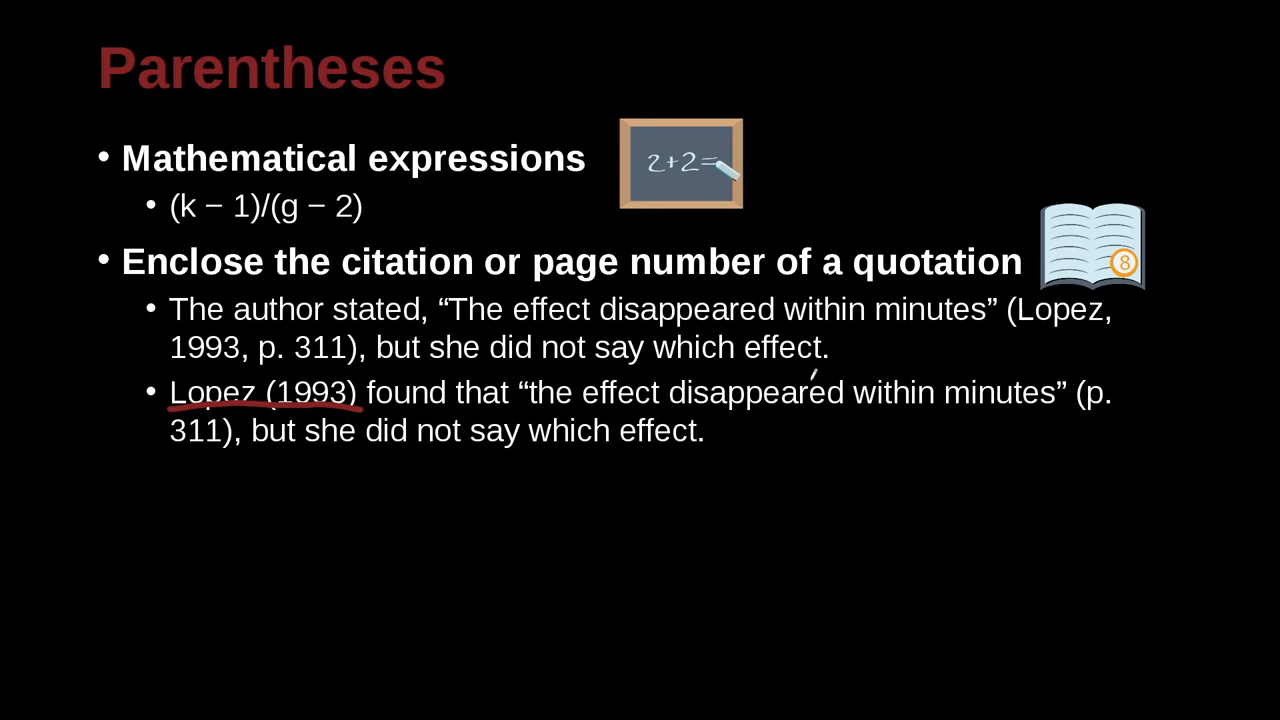 Parentheses
• Mathematical expressions
2+2=
• (k − 1)/(g − 2)
• Enclose the citation or page number of a quotation
8
• The author stated, “The effect disappeared within minutes” (Lopez,
1993, p. 311), but she did not say which effect.
• Lopez (1993) found that “the effect disappeared within minutes” (p.
311), but she did not say which effect.